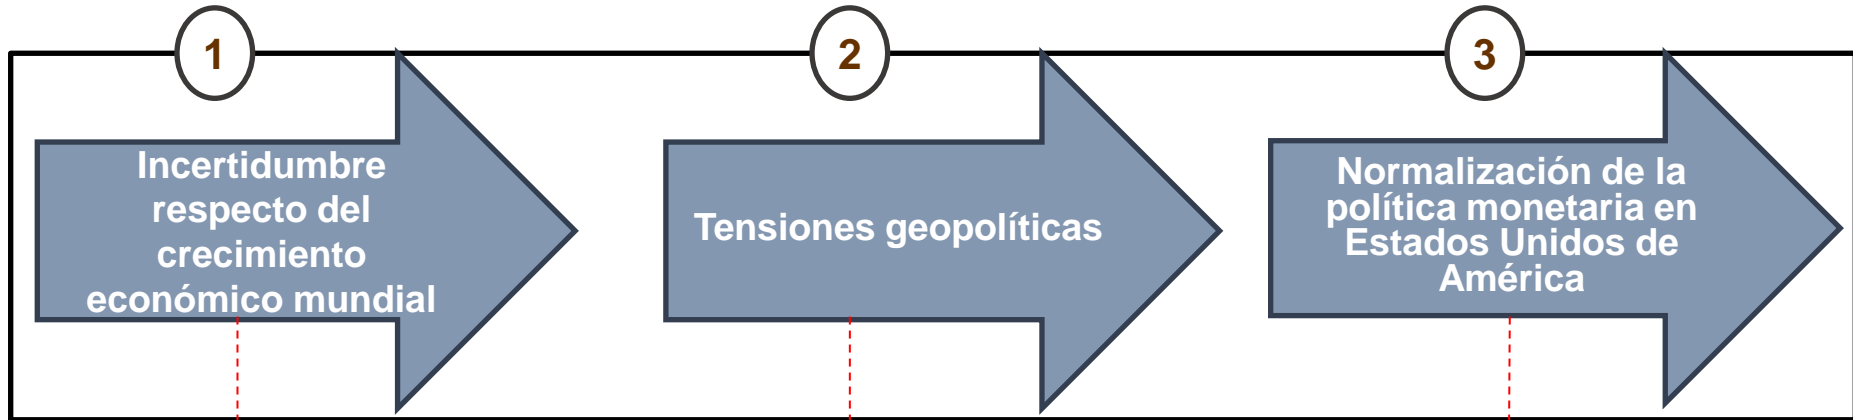 1
Incertidumbre
respecto del
crecimiento
económico mundial
2
Tensiones geopolíticas
3
Normalización de la
política monetaria en
Estados Unidos de
América